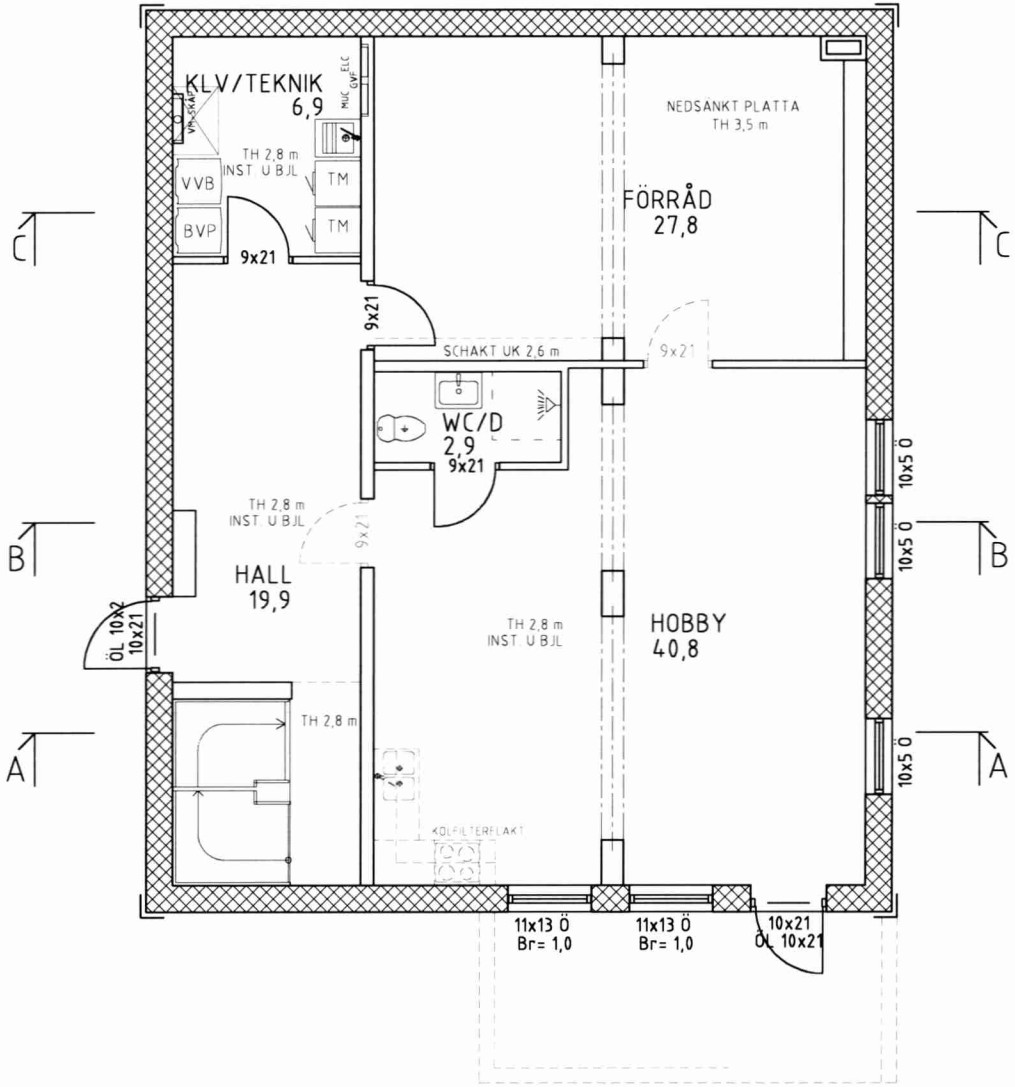 KLV/TEKNIK
6,9
VM-SKÅP
MUC
GVF
ELC
TH 2,8 m
INST. U BJL
VVB
BVP
TM
TM
9x21
NEDSÄNKT PLATTA
TH 3,5 m
FÖRRÅD
27,8
C
C
9x21
SCHAKT UK 2,6 m
9x21
WC/D
2,9
9x21
10x5 Ö
TH 2,8 m
INST. U BJL
9x21
B
B
10x5 Ö
HALL
19,9
ÖL 10x2
10x21
TH 2,8 m
INST. U BJL
HOBBY
40,8
TH 2,8 m
A
A
10x5 Ö
KOLFILTERFLÄKT
11x13 Ö
Br= 1,0
11x13 Ö
Br= 1,0
10x21
ÖL 10x21